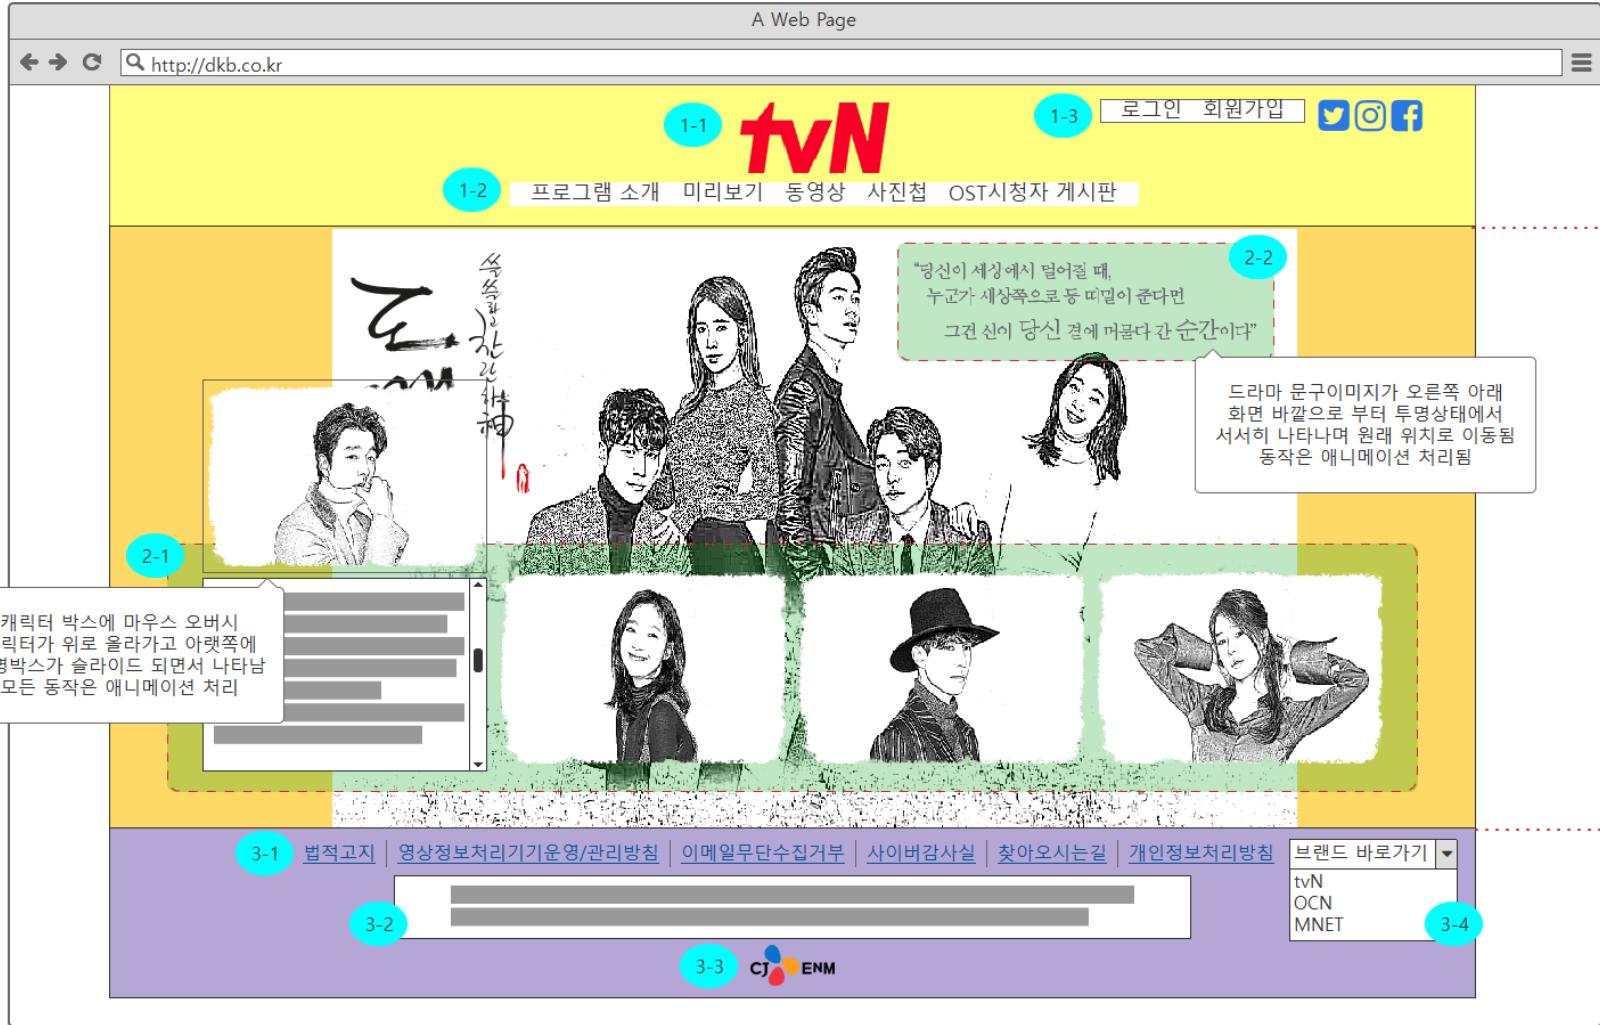 A Web Page
http://dkb.co.kr
1-1
tvN
1-3
로그인 회원가입
1-2
프로그램 소개 미리보기 동영상 사진첩 OST시청자 게시판
쓸쓸하고 찬란하神
도
2-2
“당신이 세상에서 멀어질 때,
누군가 세상쪽으로 등 떠밀어 준다면
그건 신이 당신 곁에 머물다 간 순간이다”
드라마 문구이미지가 오른쪽 아래
화면 바깥으로 부터 투명상태에서
서서히 나타나며 원래 위치로 이동됨
동작은 애니메이션 처리됨
2-1
캐릭터 박스에 마우스 오버시
릭터가 위로 올라가고 아랫쪽에
명박스가 슬라이드 되면서 나타남
모든 동작은 애니메이션 처리
3-1
법적고지 영상정보처리기기운영/관리방침 이메일무단수집거부 사이버감사실 찾아오시는길 개인정보처리방침
브랜드 바로가기
tvN
OCN
MNET
3-2
3-4
3-3
CJ ENM